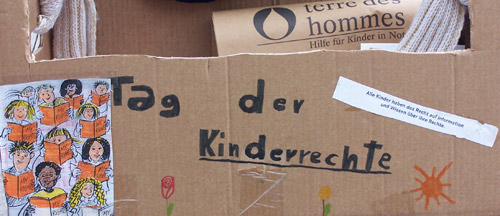 terre des
hommes
Hilfe für Kinder in Not
Tag der
Kinderrechte
Alle Kinder haben das Recht auf Information
und Wissen über ihre Rechte